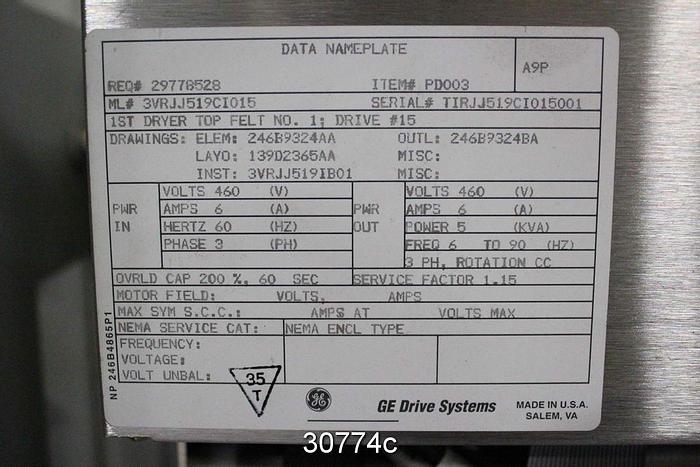 DATA NAMEPLATE
A9P
REQ# 29778528 ITEM# PD003
ML# 3VRJJ519CI015 SERIAL# TIRJJ519CI015001
1ST DRYER TOP FELT NO. 1; DRIVE #15
DRAWINGS: ELEM: 246B9324AA OUTL: 246B9324BA
LAYO: 139D2365AA MISC:
INST: 3VRJJ519IB01 MISC:
PWR IN VOLTS 460 (V) PWR OUT VOLTS 460 (V)
AMPS 6 (A) AMPS 6 (A)
HERTZ 60 (HZ) POWER 5 (KVA)
PHASE 3 (PH) FREQ 6 TO 90 (HZ)
3 PH, ROTATION CC
OVRLD CAP 200 %, 60 SEC SERVICE FACTOR 1.15
MOTOR FIELD: VOLTS, AMPS
MAX SYM S.C.C.: AMPS AT VOLTS MAX
NEMA SERVICE CAT: NEMA ENCL TYPE
FREQUENCY:
VOLTAGE:
VOLT UNBAL:
35 T
NP 246B4865P1
GE GE Drive Systems MADE IN U.S.A.
SALEM, VA
30774c